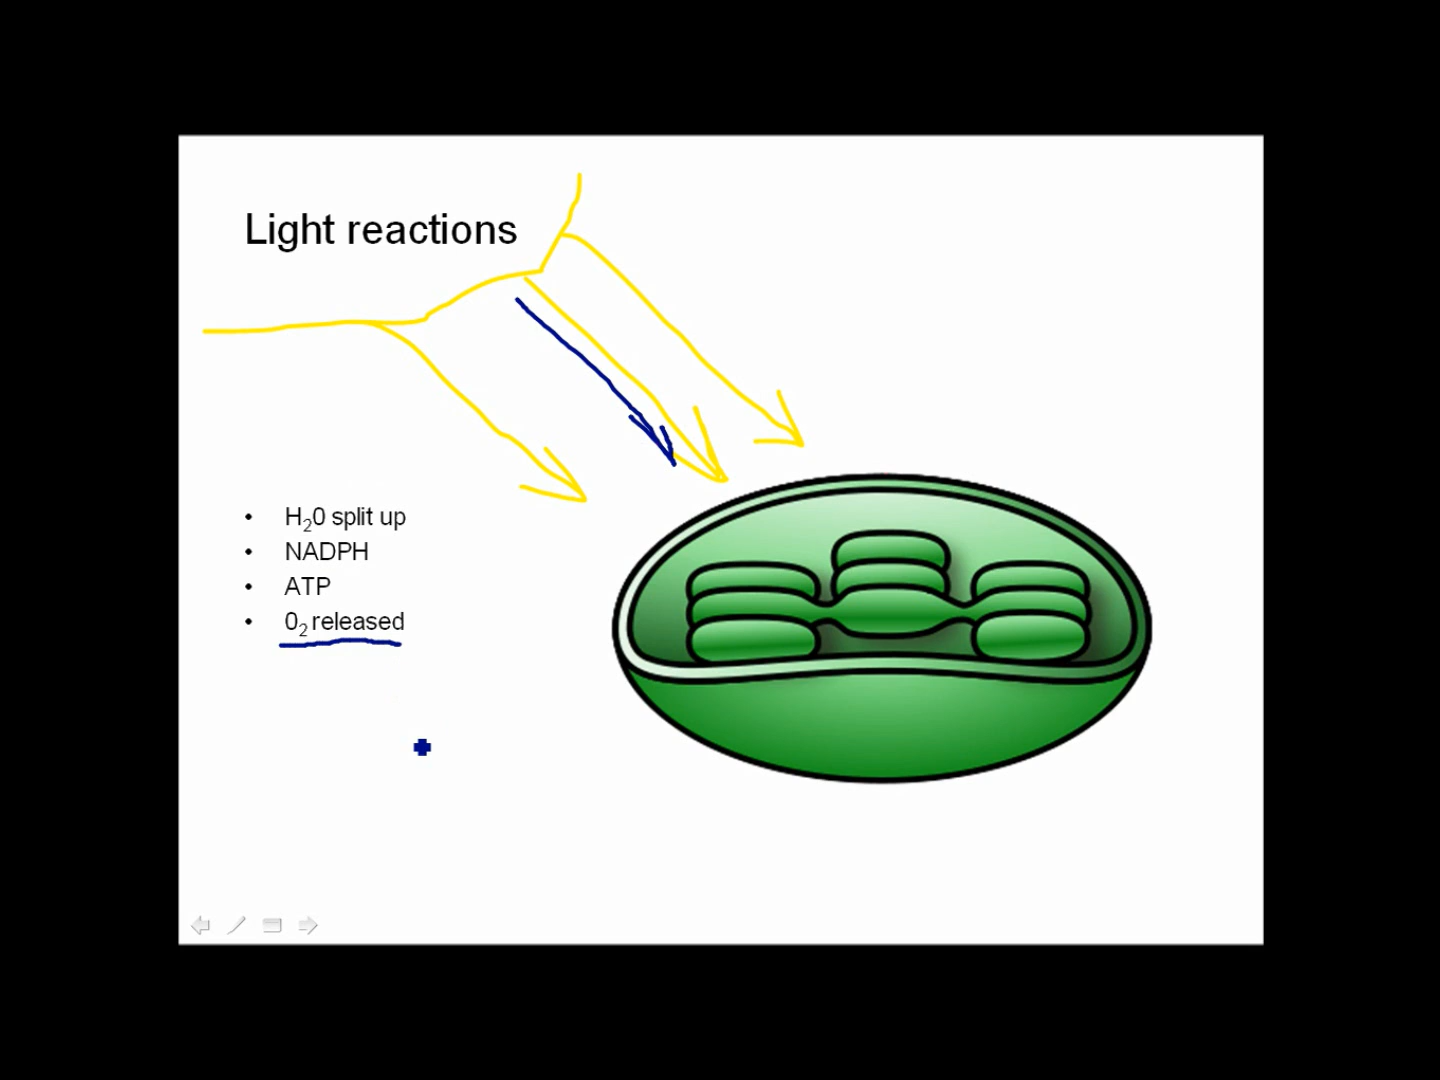 Light reactions
• H₂0 split up
• NADPH
• ATP
• 0₂ released